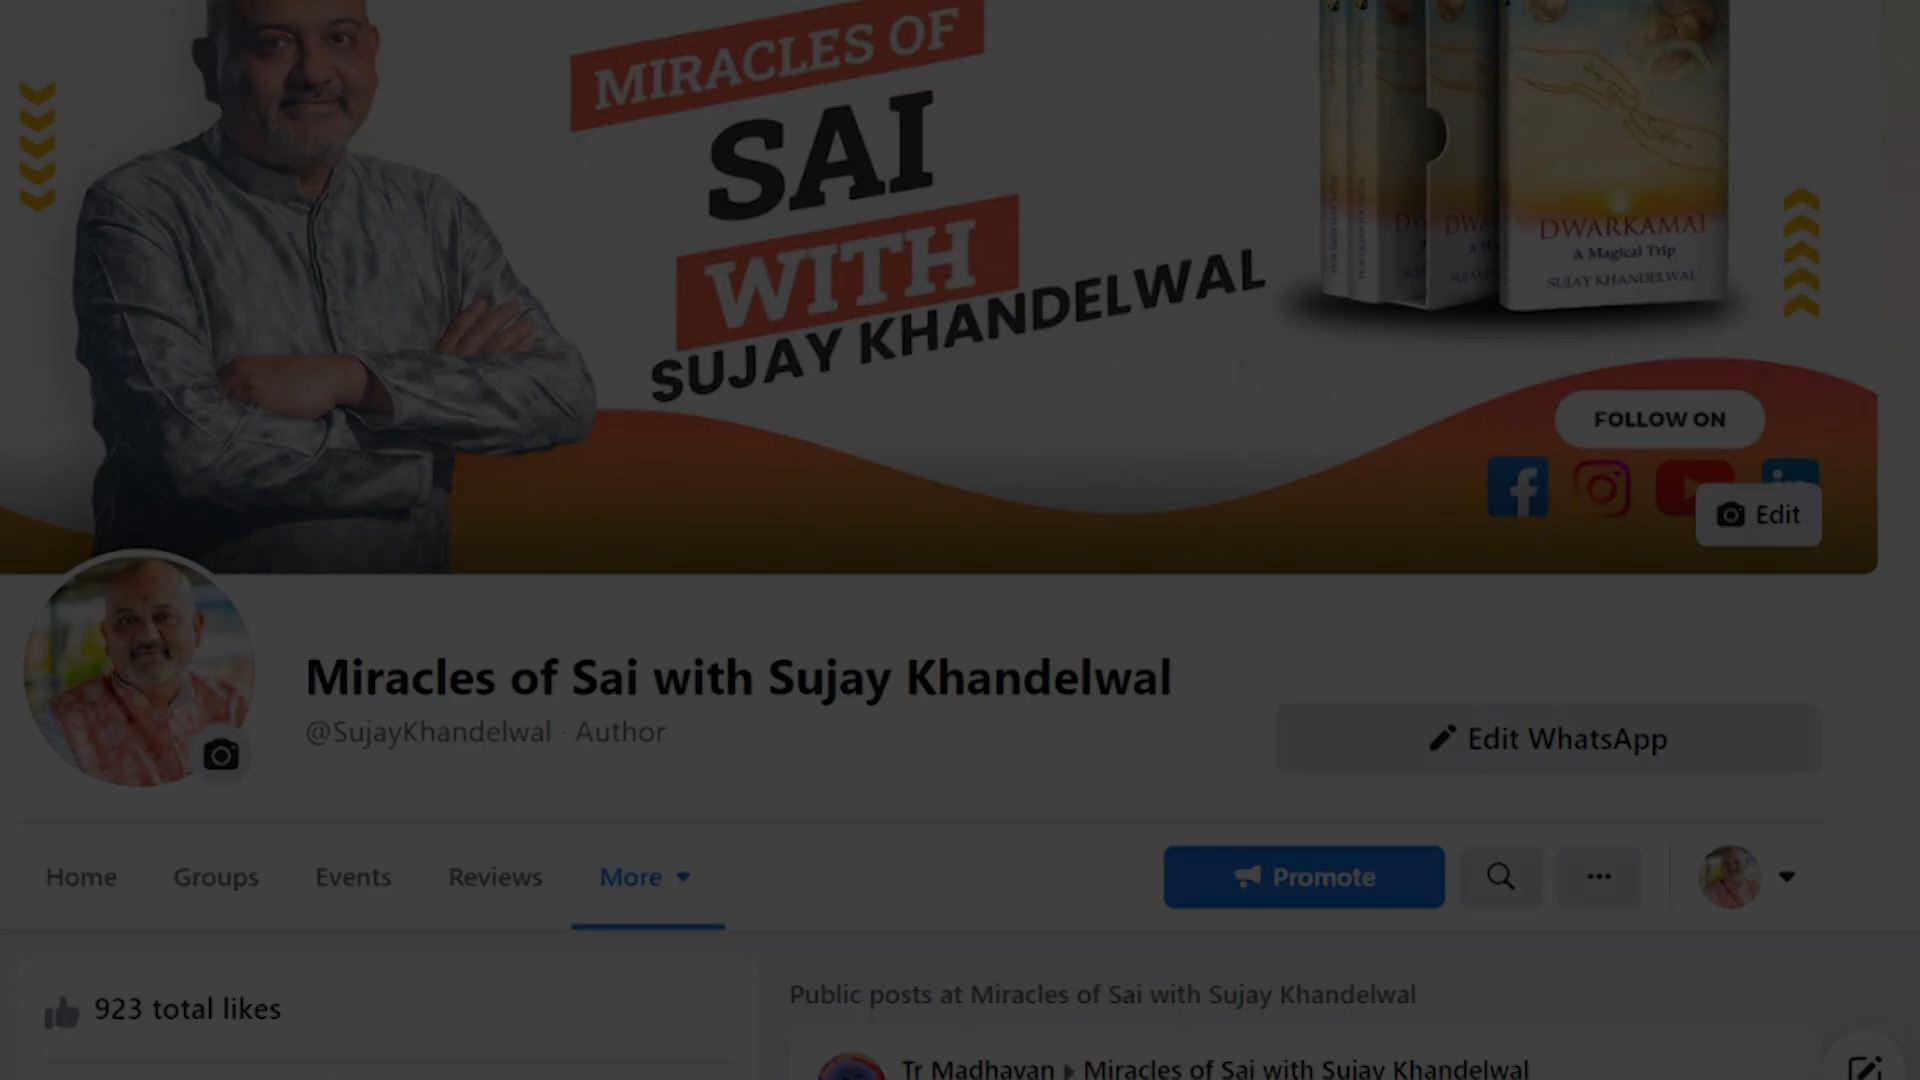 MIRACLES OF
SAI
WITH
SUJAY KHANDELWAL
DWARKAMAI
A Magical Trip
SUJAY KHANDELWAL
FOLLOW ON
Edit
Miracles of Sai with Sujay Khandelwal
@SujayKhandelwal · Author
Edit WhatsApp
Home Groups Events Reviews More
Promote
923 total likes
Public posts at Miracles of Sai with Sujay Khandelwal
Tr Madhavan ▸ Miracles of Sai with Sujay Khandelwal